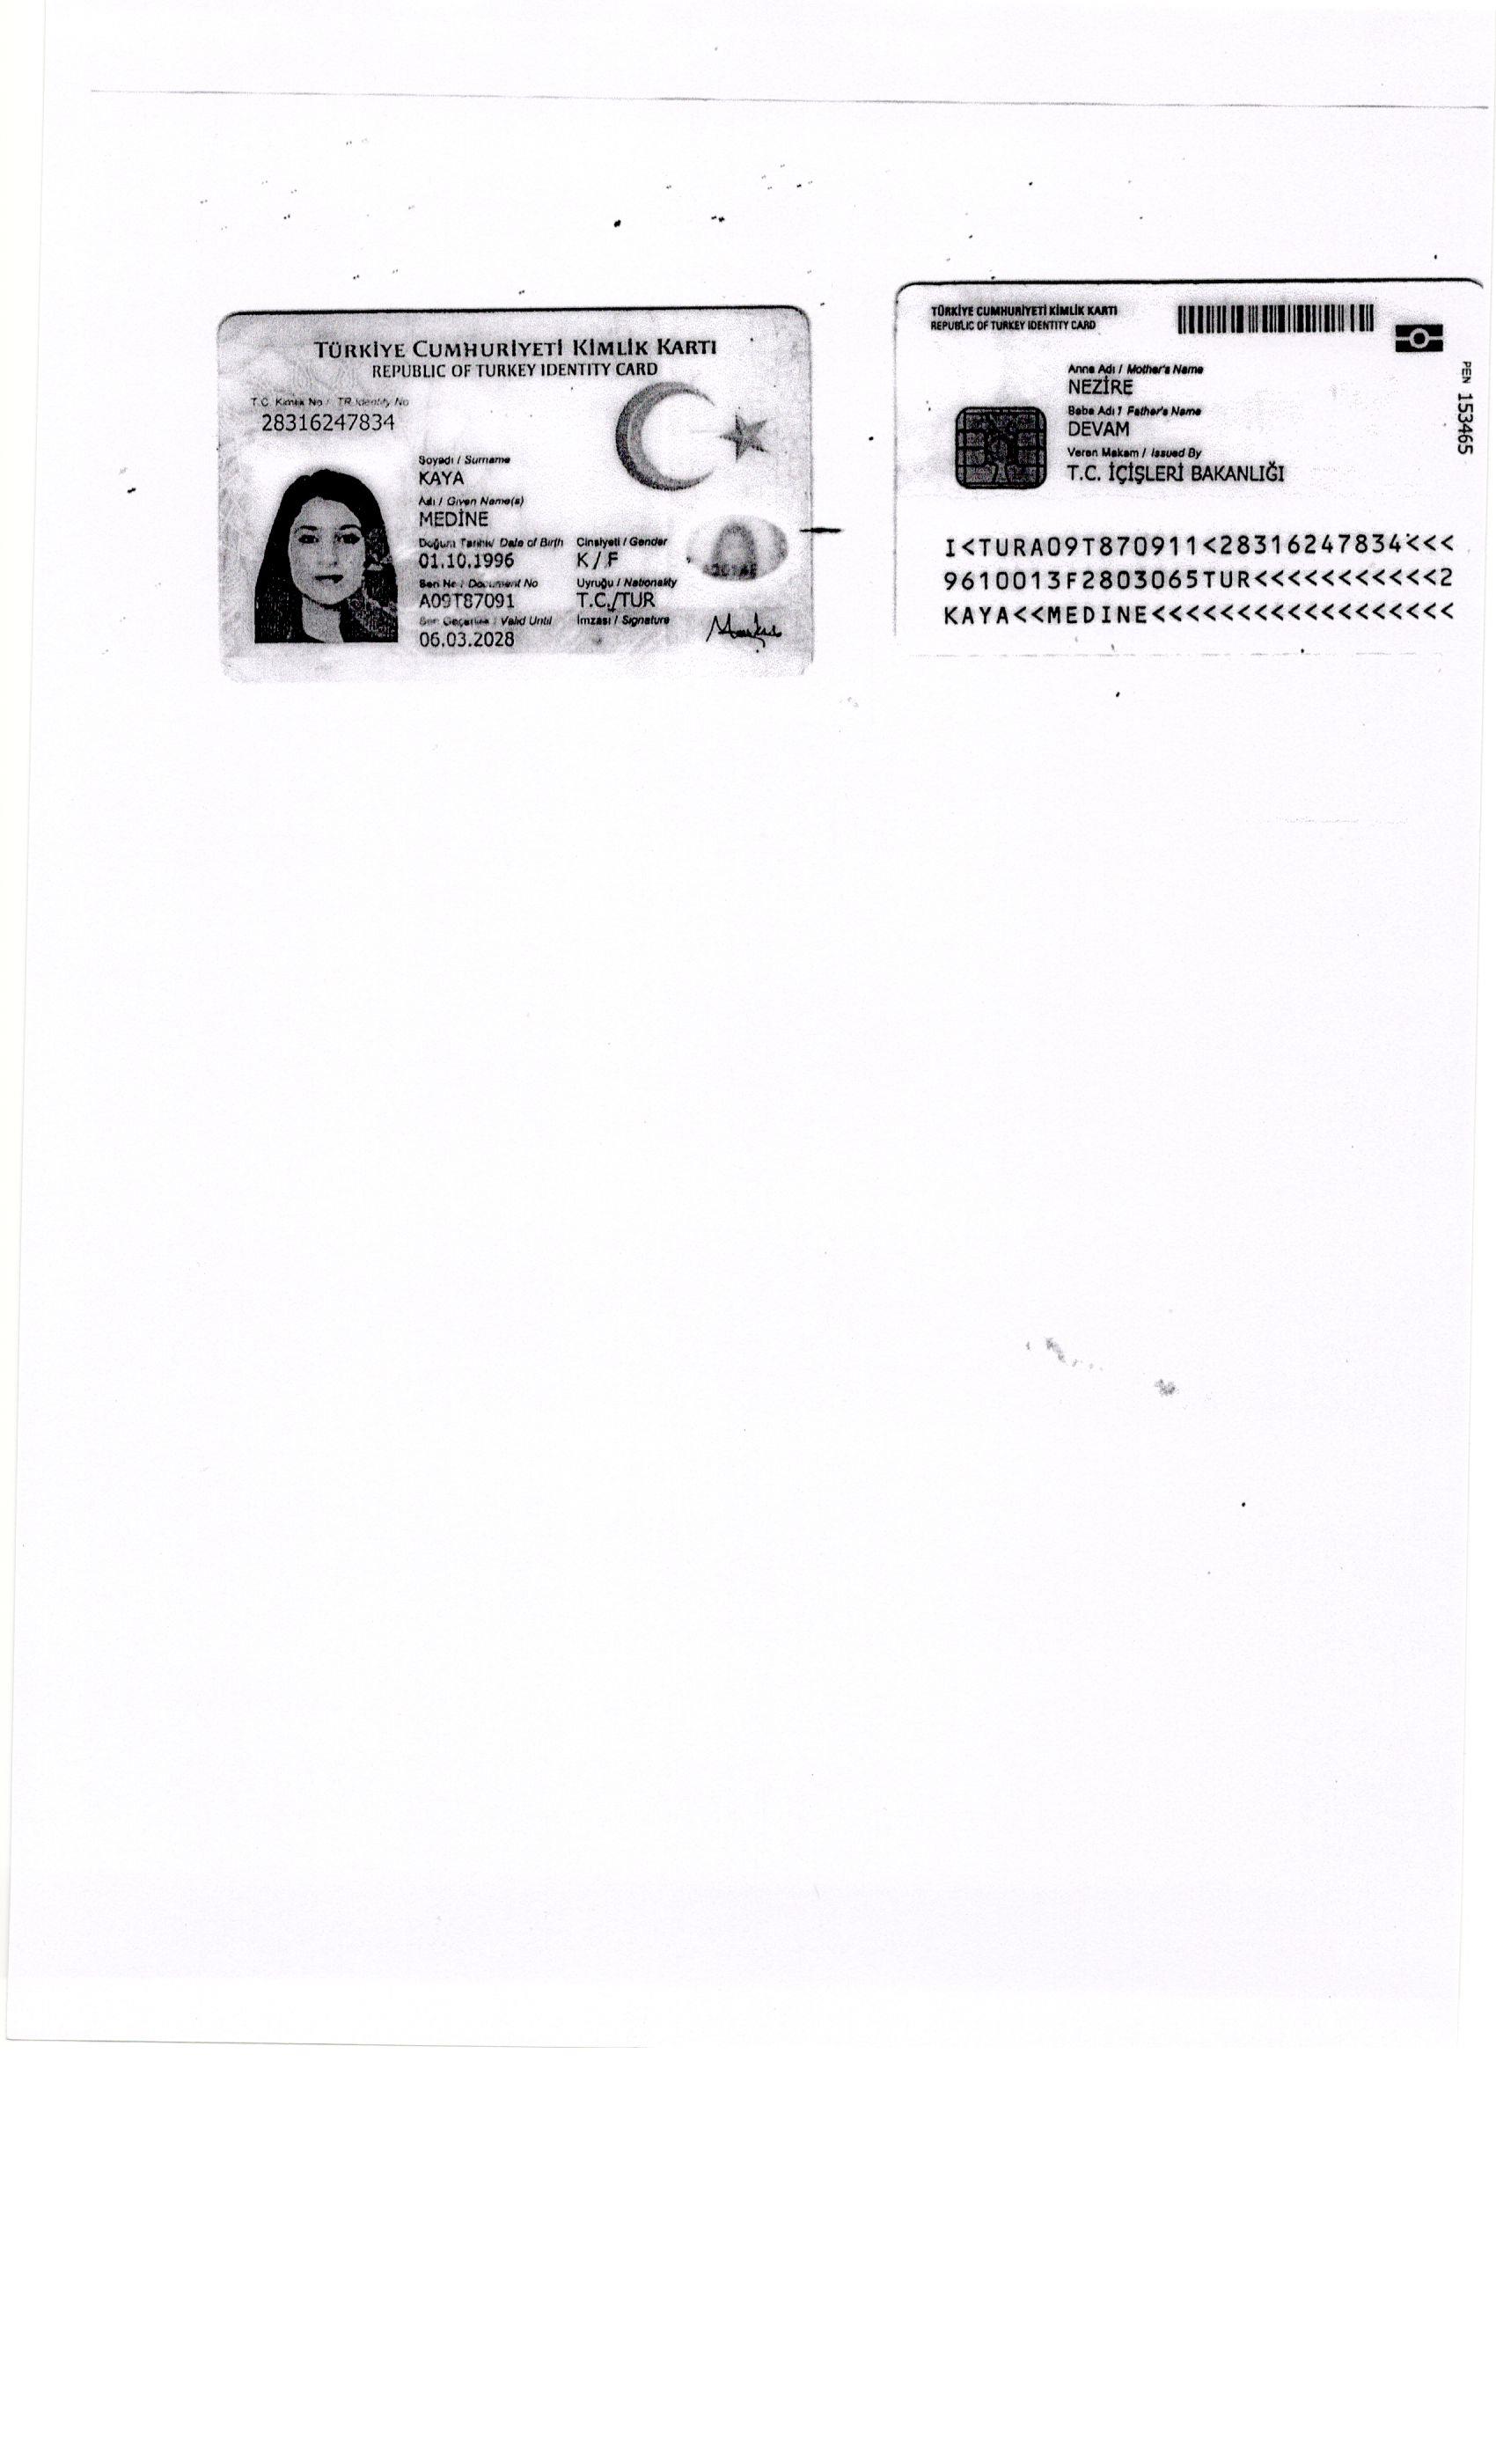 TÜRKİYE CUMHURİYETİ KİMLİK KARTI
REPUBLIC OF TURKEY IDENTITY CARD
T.C. Kimlik No / TR Identity No
28316247834
Soyadı / Surname
KAYA
Adı / Given Name(s)
MEDİNE
Doğum Tarihi/ Date of Birth Cinsiyeti / Gender
01.10.1996 K / F
Seri No / Document No Uyruğu / Nationality
A09T87091 T.C./TUR
Son Geçerlilik / Valid Until İmzası / Signature
06.03.2028
TÜRKİYE CUMHURİYETİ KİMLİK KARTI
REPUBLIC OF TURKEY IDENTITY CARD
Anne Adı / Mother's Name
NEZİRE
Baba Adı / Father's Name
DEVAM
Veren Makam / Issued By
T.C. İÇİŞLERİ BAKANLIĞI
PEN 153465
I<TURA09T870911<28316247834<<<
9610013F2803065TUR<<<<<<<<<<<2
KAYA<<MEDINE<<<<<<<<<<<<<<<<<<